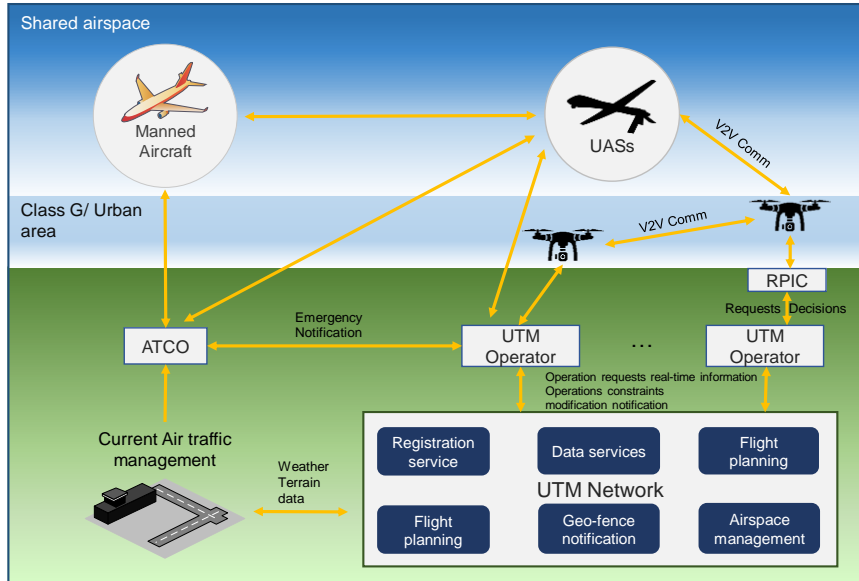 Shared airspace
Manned
Aircraft
UASs
V2V Comm
Class G/ Urban
area
V2V Comm
RPIC
Requests Decisions
Emergency
Notification
ATCO
UTM
Operator
...
UTM
Operator
Operation requests real-time information
Operations constraints
modification notification
Current Air traffic
management
Weather
Terrain
data
Registration
service
Data services
Flight
planning
UTM Network
Flight
planning
Geo-fence
notification
Airspace
management